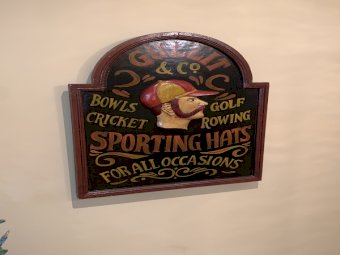 & CO
BOWLS GOLF
CRICKET ROWING
SPORTING HATS
FOR ALL OCCASIONS